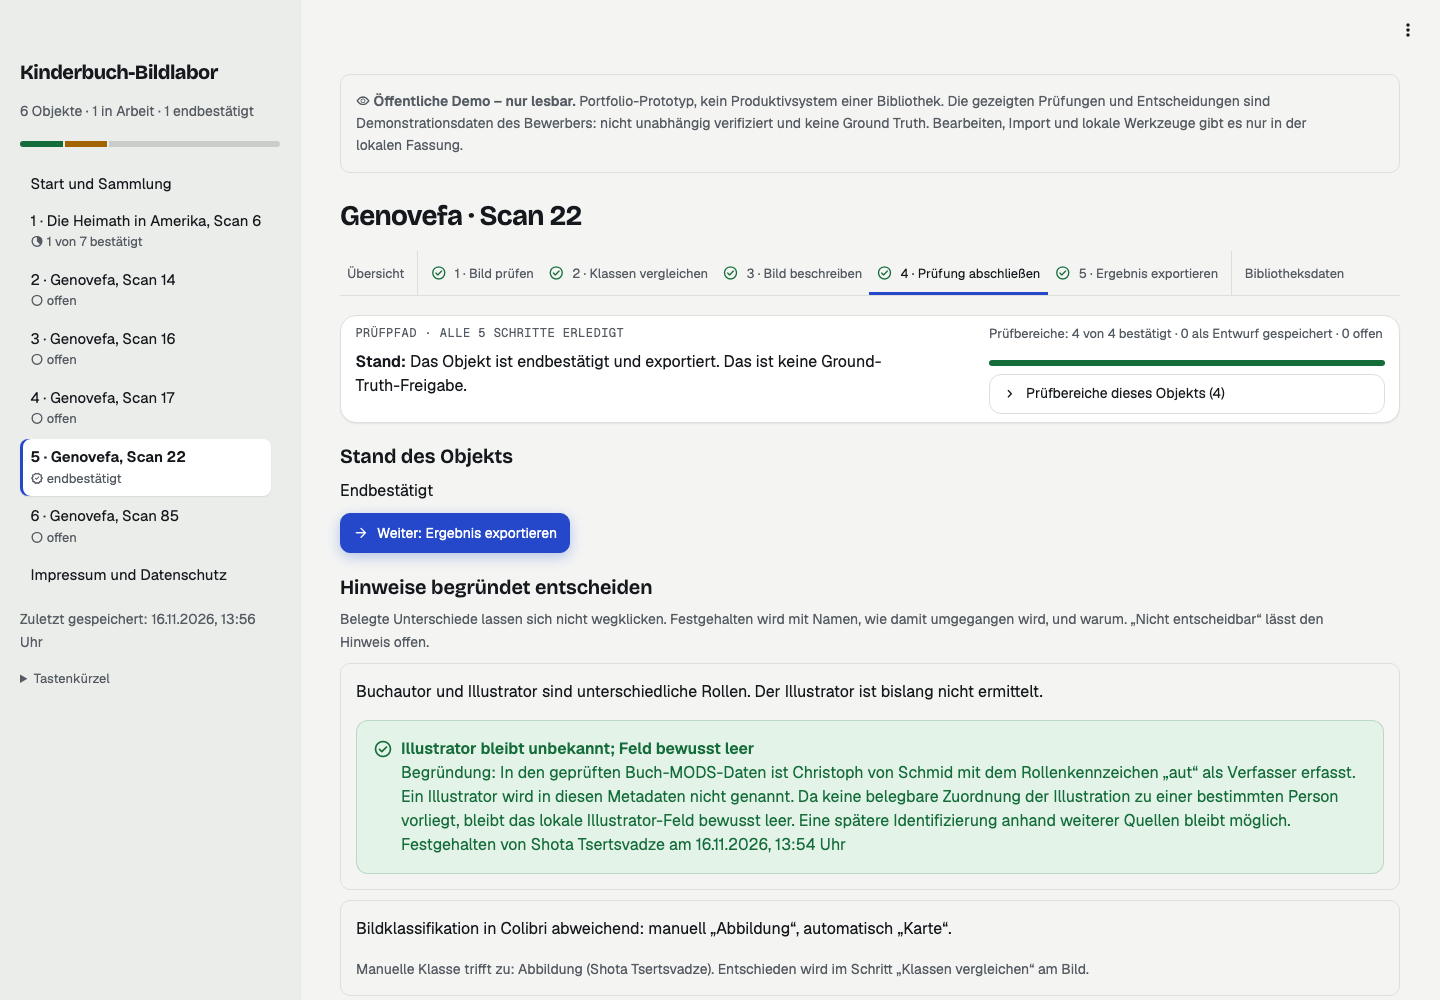 Kinderbuch-Bildlabor
6 Objekte · 1 in Arbeit · 1 endbestätigt
Start und Sammlung
1 · Die Heimath in Amerika, Scan 6
1 von 7 bestätigt
2 · Genovefa, Scan 14
offen
3 · Genovefa, Scan 16
offen
4 · Genovefa, Scan 17
offen
5 · Genovefa, Scan 22
endbestätigt
6 · Genovefa, Scan 85
offen
Impressum und Datenschutz
Zuletzt gespeichert: 16.11.2026, 13:56
Uhr
Tastenkürzel
Öffentliche Demo – nur lesbar. Portfolio-Prototyp, kein Produktivsystem einer Bibliothek. Die gezeigten Prüfungen und Entscheidungen sind
Demonstrationsdaten des Bewerbers: nicht unabhängig verifiziert und keine Ground Truth. Bearbeiten, Import und lokale Werkzeuge gibt es nur in der
lokalen Fassung.
Genovefa · Scan 22
Übersicht
1 · Bild prüfen
2 · Klassen vergleichen
3 · Bild beschreiben
4 · Prüfung abschließen
5 · Ergebnis exportieren
Bibliotheksdaten
PRÜFPFAD · ALLE 5 SCHRITTE ERLEDIGT
Stand: Das Objekt ist endbestätigt und exportiert. Das ist keine Ground-
Truth-Freigabe.
Prüfbereiche: 4 von 4 bestätigt · 0 als Entwurf gespeichert · 0 offen
Prüfbereiche dieses Objekts (4)
Stand des Objekts
Endbestätigt
Weiter: Ergebnis exportieren
Hinweise begründet entscheiden
Belegte Unterschiede lassen sich nicht wegklicken. Festgehalten wird mit Namen, wie damit umgegangen wird, und warum. „Nicht entscheidbar“ lässt den
Hinweis offen.
Buchautor und Illustrator sind unterschiedliche Rollen. Der Illustrator ist bislang nicht ermittelt.
Illustrator bleibt unbekannt; Feld bewusst leer
Begründung: In den geprüften Buch-MODS-Daten ist Christoph von Schmid mit dem Rollenkennzeichen „aut“ als Verfasser erfasst.
Ein Illustrator wird in diesen Metadaten nicht genannt. Da keine belegbare Zuordnung der Illustration zu einer bestimmten Person
vorliegt, bleibt das lokale Illustrator-Feld bewusst leer. Eine spätere Identifizierung anhand weiterer Quellen bleibt möglich.
Festgehalten von Shota Tsertsvadze am 16.11.2026, 13:54 Uhr
Bildklassifikation in Colibri abweichend: manuell „Abbildung“, automatisch „Karte“.
Manuelle Klasse trifft zu: Abbildung (Shota Tsertsvadze). Entschieden wird im Schritt „Klassen vergleichen“ am Bild.